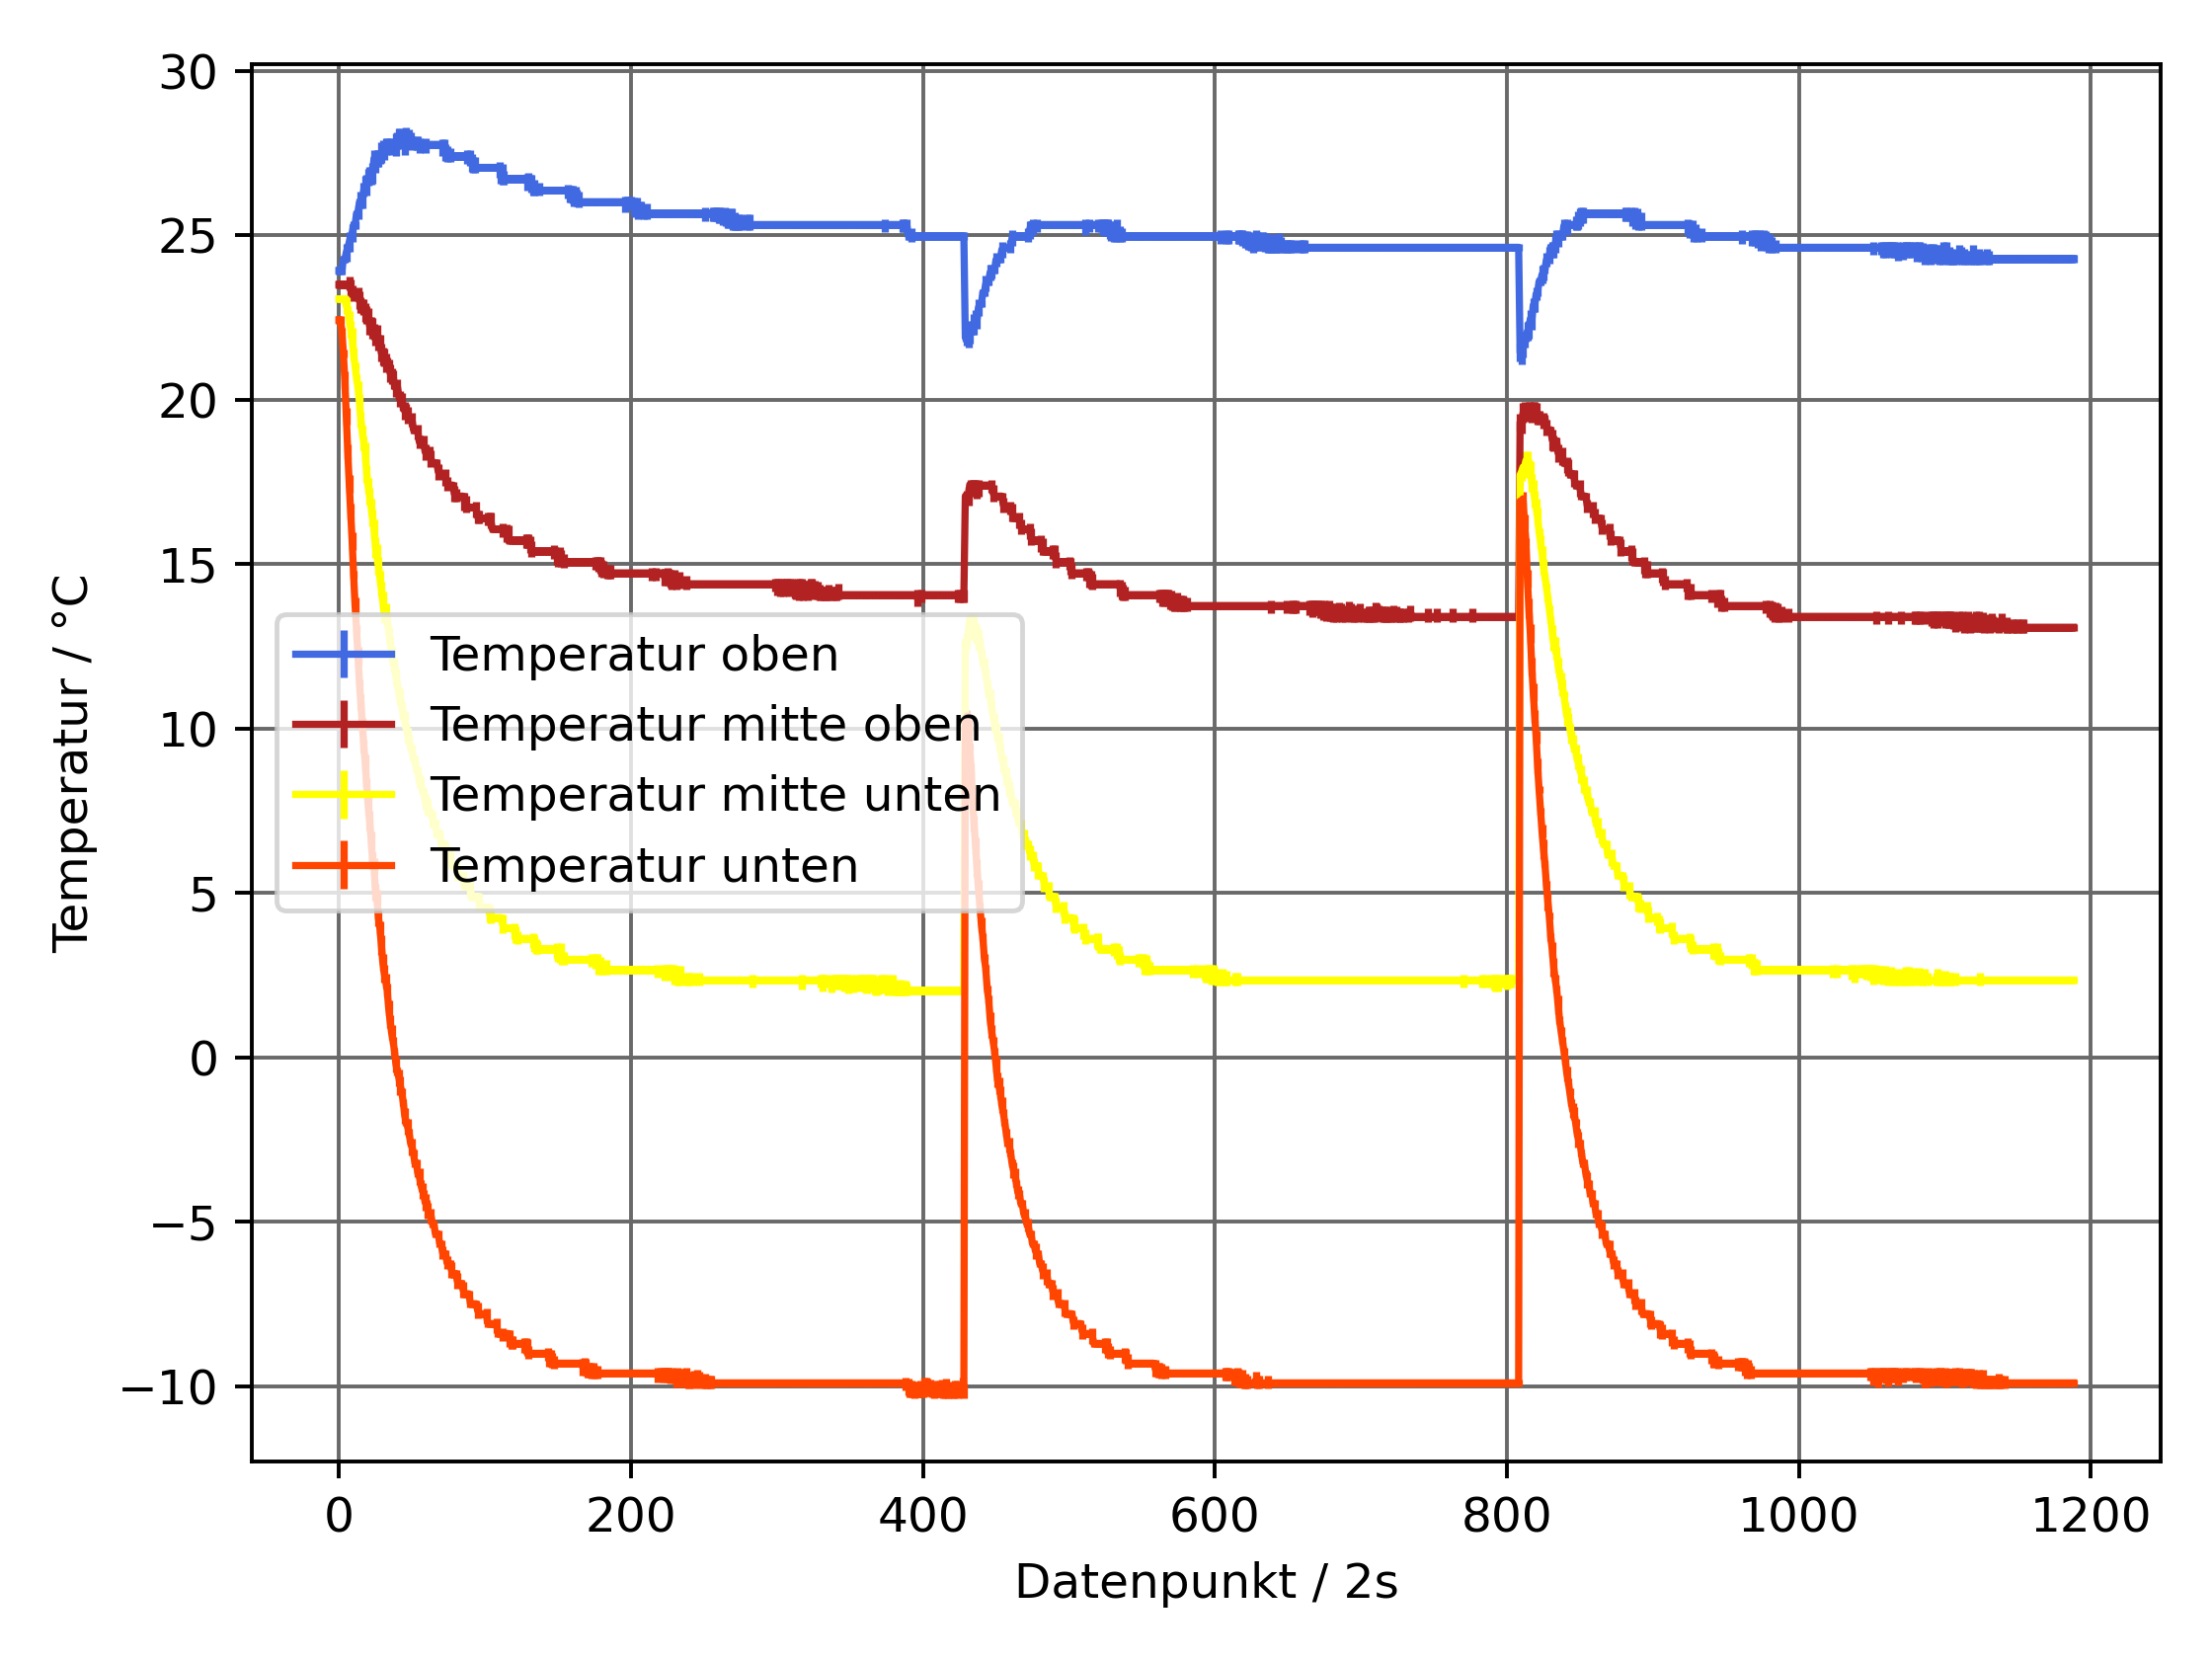 30
25
20
15
10
5
0
−5
−10
Temperatur / °C
Temperatur oben
Temperatur mitte oben
Temperatur mitte unten
Temperatur unten
0 200 400 600 800 1000 1200
Datenpunkt / 2s